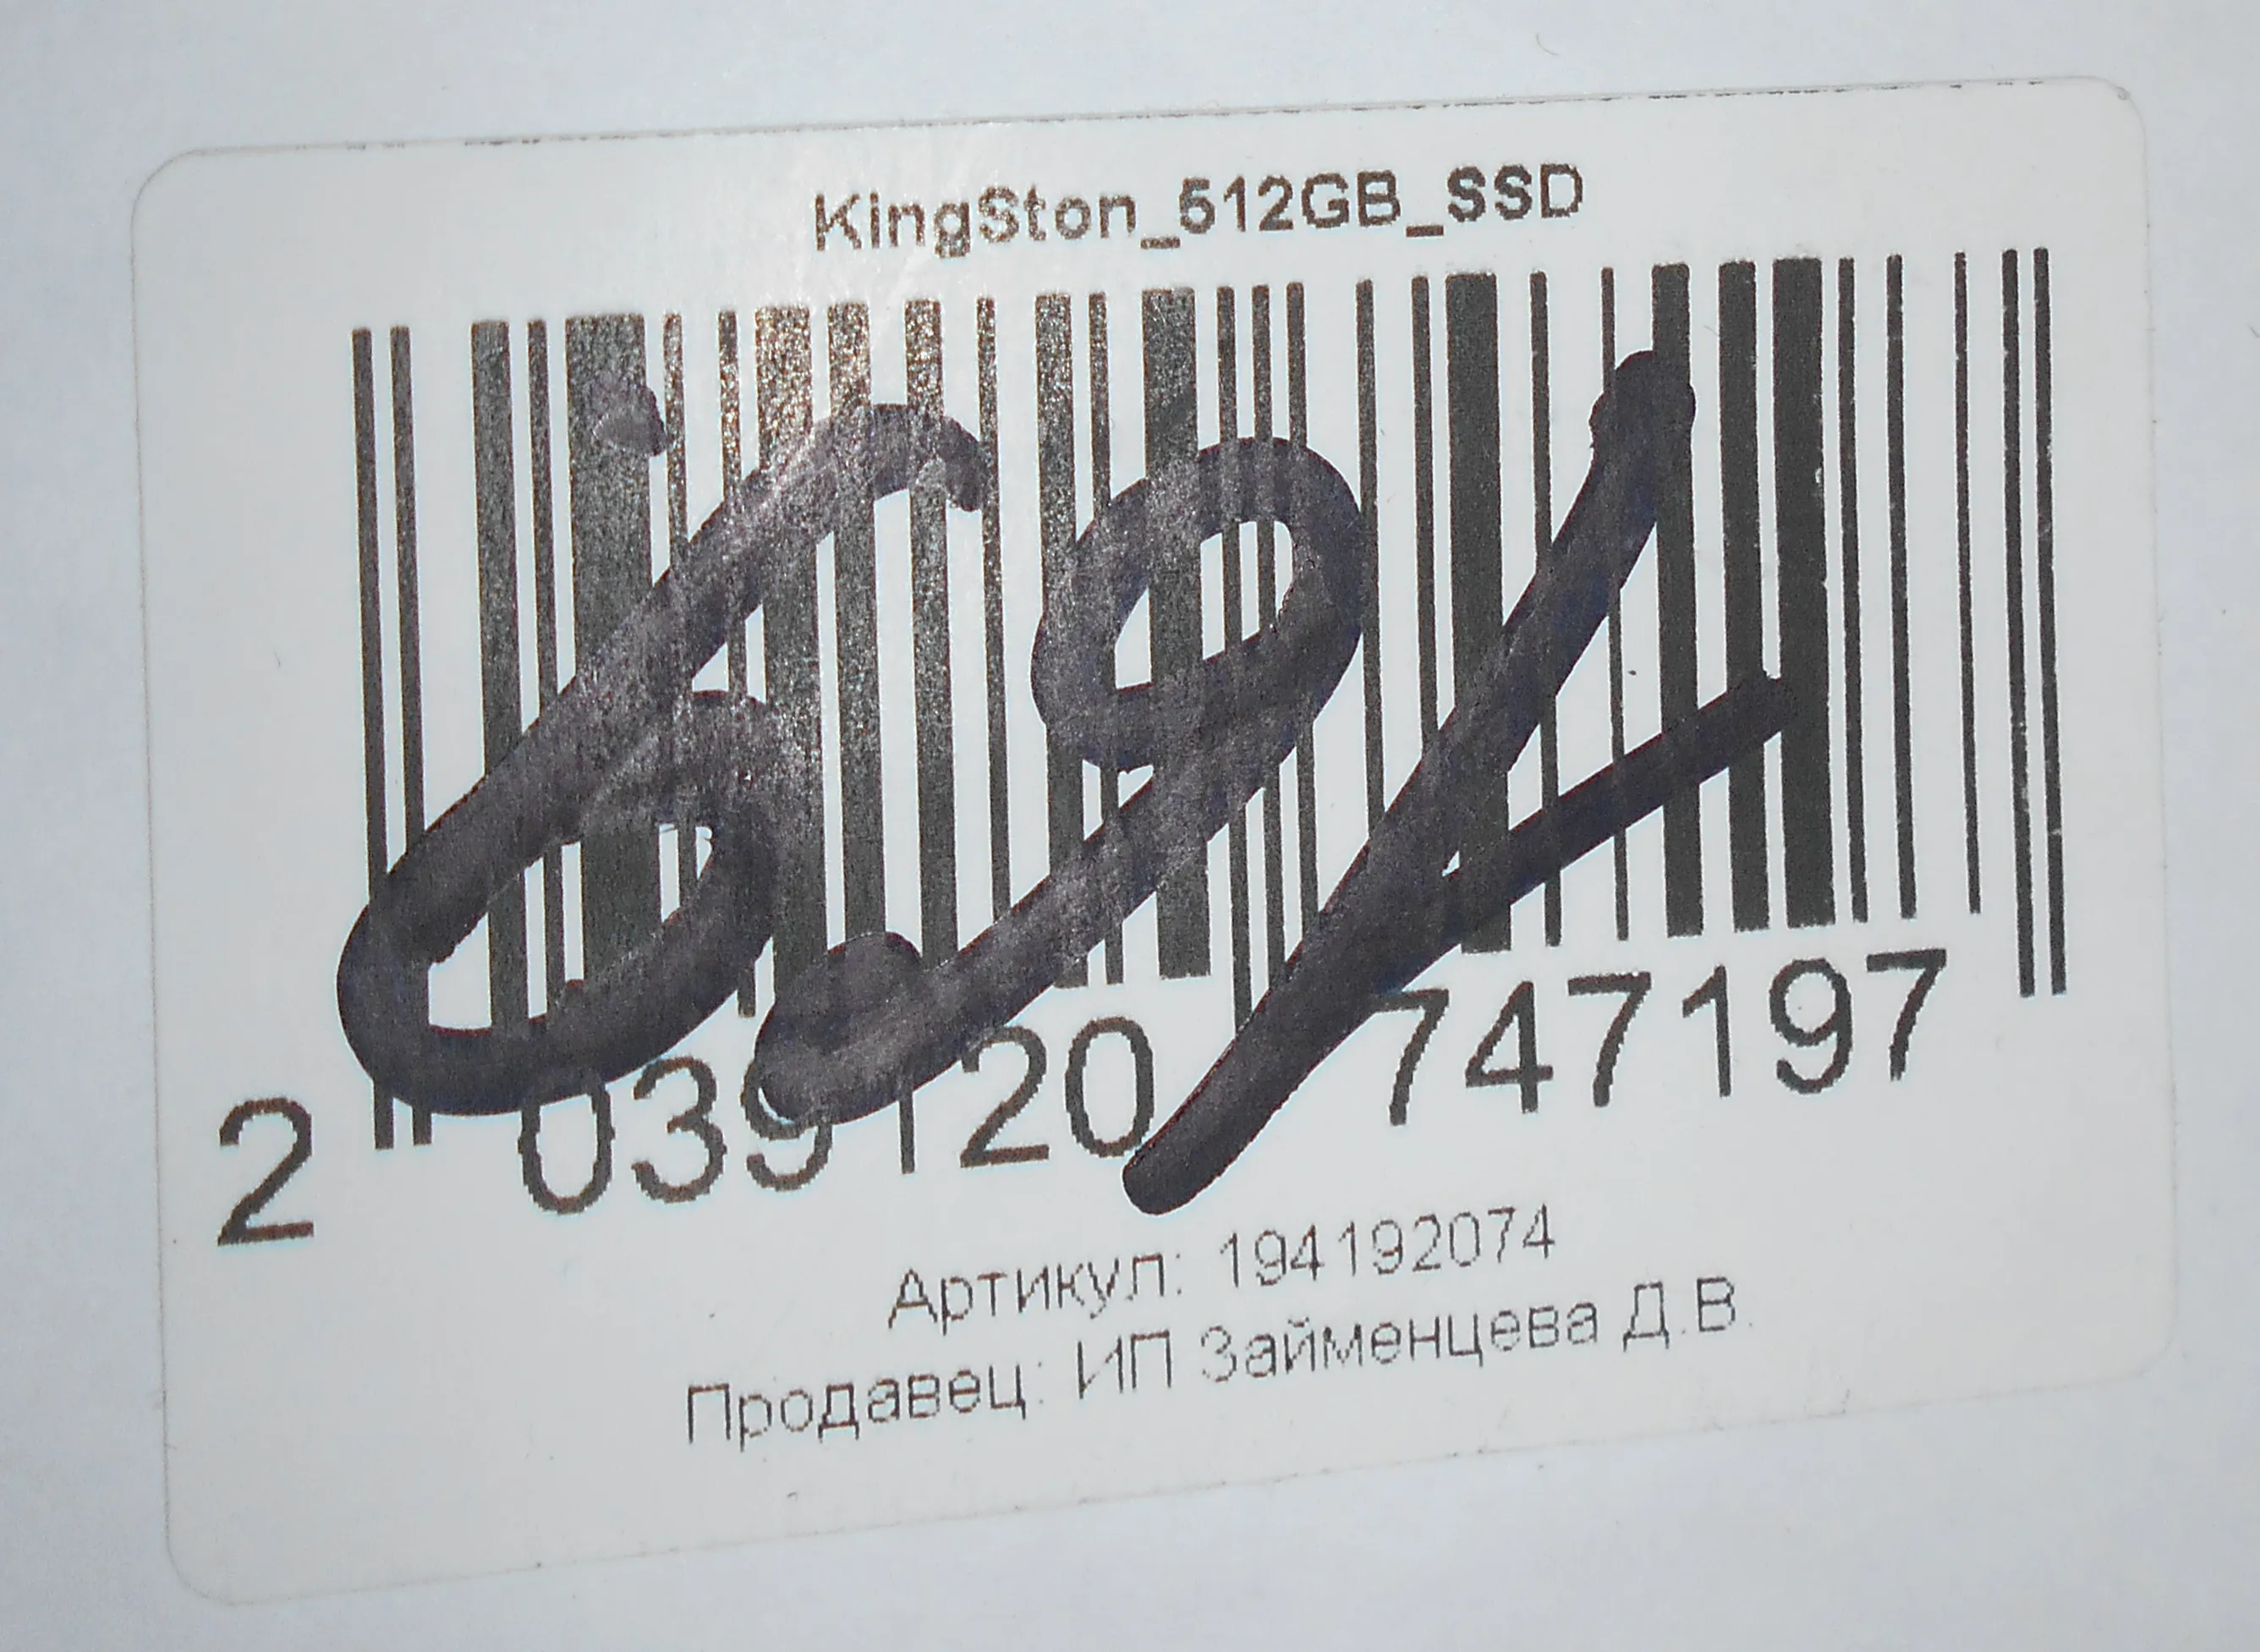 KingSton_512GB_SSD
2 039120 747197
Артикул: 194192074
Продавец: ИП Займенцева Д.В.